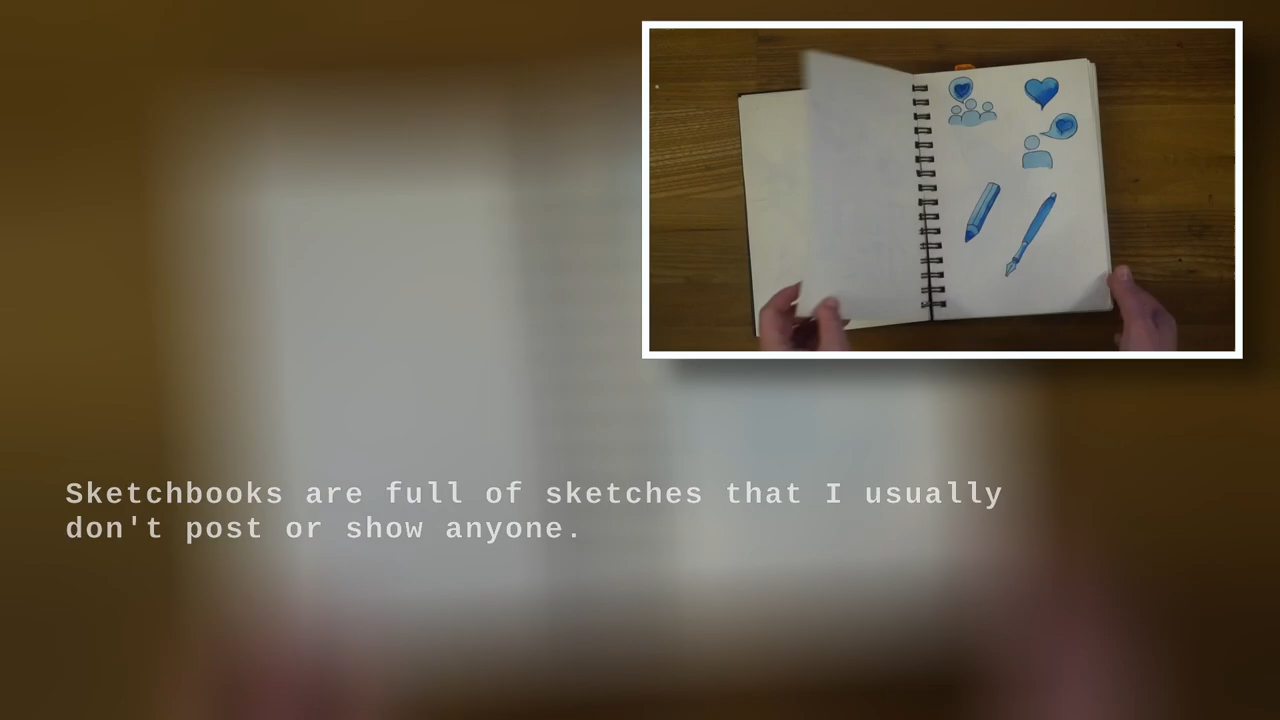 Sketchbooks are full of sketches that I usually
don't post or show anyone.